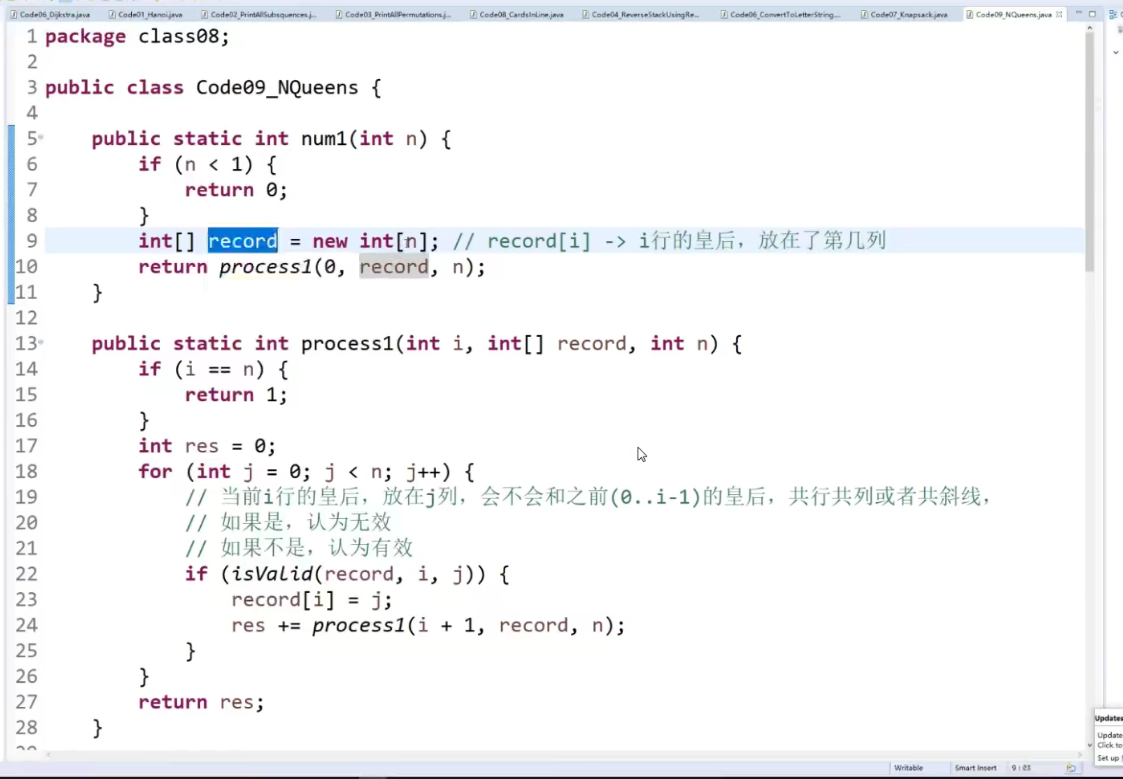 Code06_Dijkstra.java Code01_Hanoi.java Code02_PrintAllSubsquences.j... Code03_PrintAllPermutations.j... Code08_CardsInLine.java Code04_ReverseStackUsingRe... Code06_ConvertToLetterString.... Code07_Knapsack.java Code09_NQueens.java
1 package class08;
2
3 public class Code09_NQueens {
4
5 public static int num1(int n) {
6 if (n < 1) {
7 return 0;
8 }
9 int[] record = new int[n]; // record[i] -> i行的皇后，放在了第几列
10 return process1(0, record, n);
11 }
12
13 public static int process1(int i, int[] record, int n) {
14 if (i == n) {
15 return 1;
16 }
17 int res = 0;
18 for (int j = 0; j < n; j++) {
19 // 当前i行的皇后，放在j列，会不会和之前(0..i-1)的皇后，共行共列或者共斜线，
20 // 如果是，认为无效
21 // 如果不是，认为有效
22 if (isValid(record, i, j)) {
23 record[i] = j;
24 res += process1(i + 1, record, n);
25 }
26 }
27 return res;
28 }
Updates
Update
Click to
Set up
Writable Smart Insert 9 : 23